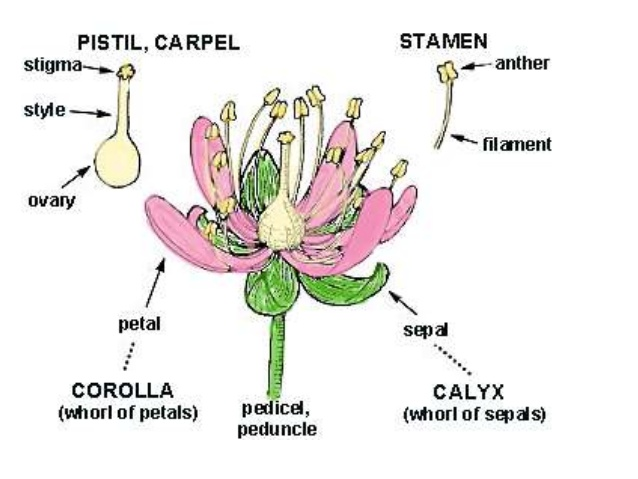 PISTIL, CARPEL
stigma
style
ovary
STAMEN
anther
filament
petal
COROLLA
(whorl of petals)
pedicel,
peduncle
sepal
CALYX
(whorl of sepals)